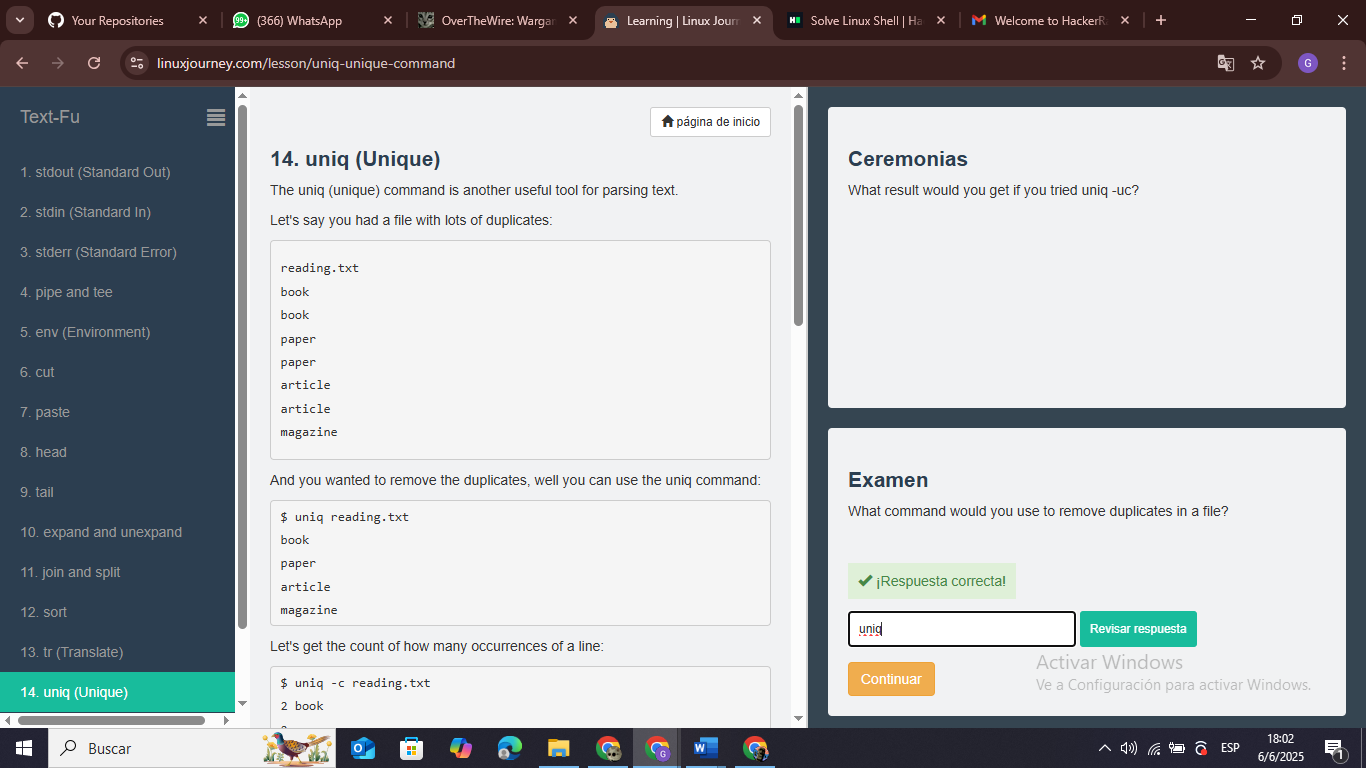 Your Repositories
(366) WhatsApp
OverTheWire: Wargar
Learning | Linux Journ
Solve Linux Shell | Ha
Welcome to HackerRa
linuxjourney.com/lesson/uniq-unique-command
G
Text-Fu
1. stdout (Standard Out)
2. stdin (Standard In)
3. stderr (Standard Error)
4. pipe and tee
5. env (Environment)
6. cut
7. paste
8. head
9. tail
10. expand and unexpand
11. join and split
12. sort
13. tr (Translate)
14. uniq (Unique)
página de inicio
14. uniq (Unique)
The uniq (unique) command is another useful tool for parsing text.
Let's say you had a file with lots of duplicates:
reading.txt
book
book
paper
paper
article
article
magazine
And you wanted to remove the duplicates, well you can use the uniq command:
$ uniq reading.txt
book
paper
article
magazine
Let's get the count of how many occurrences of a line:
$ uniq -c reading.txt
2 book
Ceremonias
What result would you get if you tried uniq -uc?
Examen
What command would you use to remove duplicates in a file?
¡Respuesta correcta!
uniq
Revisar respuesta
Continuar
Activar Windows
Ve a Configuración para activar Windows.
Buscar
ESP
18:02
6/6/2025
1